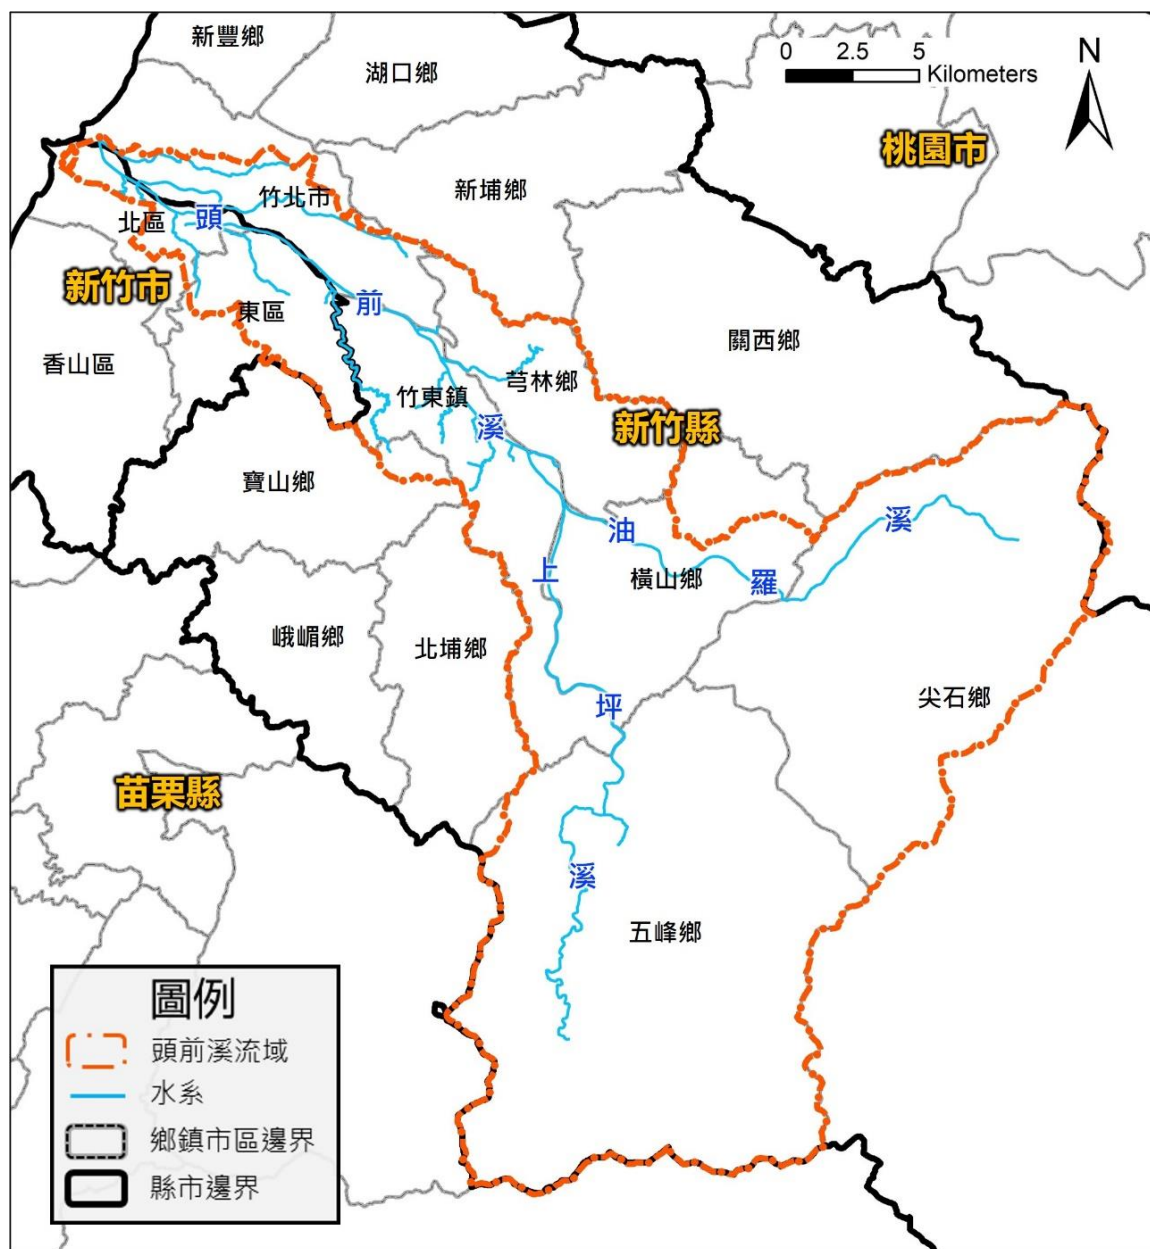 新豐鄉
湖口鄉
0 2.5 5
Kilometers
N
桃園市
新埔鄉
竹北市
北區
頭
新竹市
東區
前
關西鄉
香山區
芎林鄉
竹東鎮
溪
新竹縣
寶山鄉
油
溪
上
橫山鄉
羅
峨嵋鄉
北埔鄉
坪
尖石鄉
苗栗縣
溪
五峰鄉
圖例
頭前溪流域
水系
鄉鎮市區邊界
縣市邊界